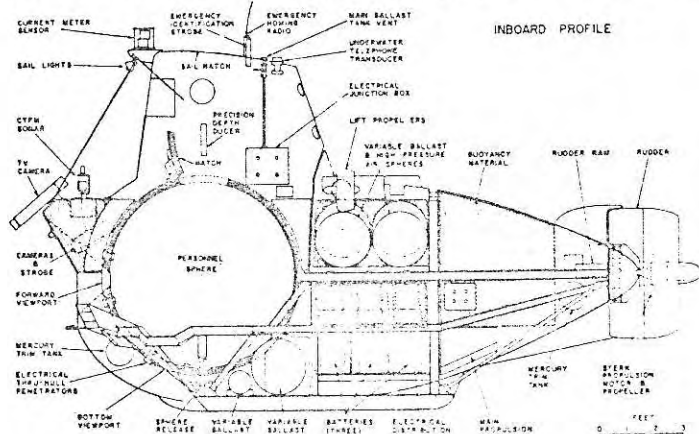 CURRENT METER
SENSOR
EMERGENCY
IDENTIFICATION
STROBE
EMERGENCY
HOMING
RADIO
MAIN BALLAST
TANK VENT
INBOARD PROFILE
UNDERWATER
TELEPHONE
TRANSDUCER
SAIL LIGHTS
SAIL HATCH
ELECTRICAL
JUNCTION BOX
CTFM
SONAR
PRECISION
DEPTH
DUCER
LIFT PROPELLERS
TV
CAMERA
HATCH
VARIABLE BALLAST
& HIGH PRESSURE
AIR SPHERES
BUOYANCY
MATERIAL
RUDDER RAM
RUDDER
CAMERAS
&
STROBE
PERSONNEL
SPHERE
FORWARD
VIEWPORT
MERCURY
TRIM TANK
ELECTRICAL
THRU-HULL
PENETRATORS
MERCURY
TRIM
TANK
STERN
PROPULSION
MOTOR &
PROPELLER
BOTTOM
VIEWPORT
SPHERE
RELEASE
VARIABLE
BALLAST
VARIABLE
BALLAST
BATTERIES
(THREE)
ELECTRICAL
DISTRIBUTION
MAIN
PROPULSION
FEET
0 1 2 3